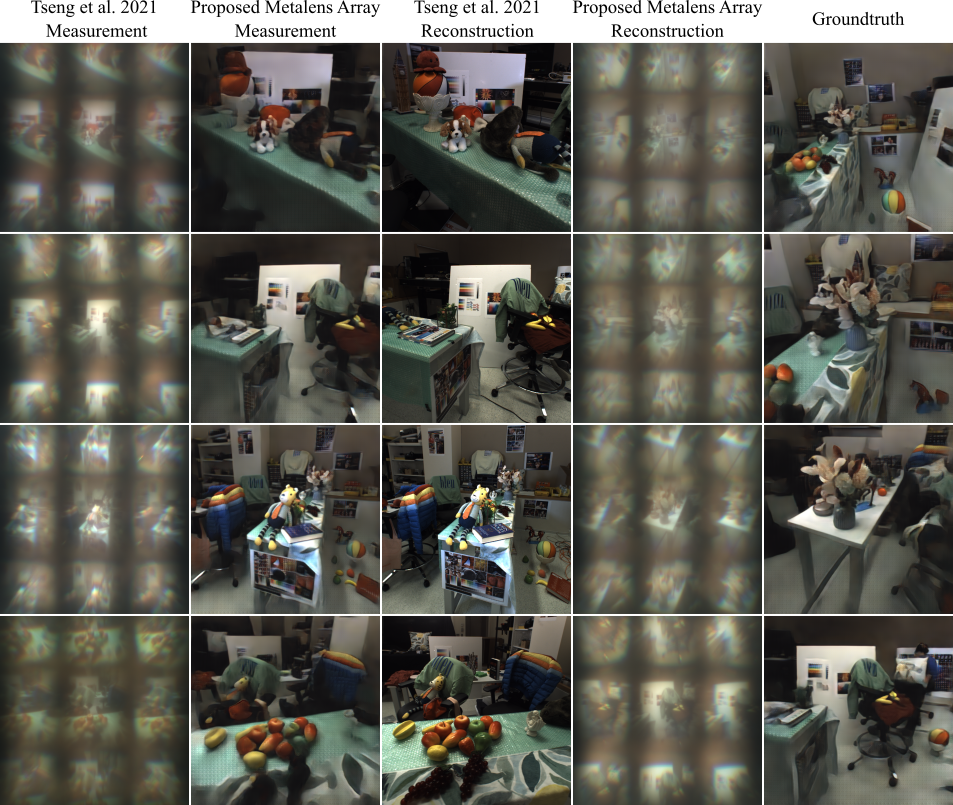 Tseng et al. 2021
Measurement
Proposed Metalens Array
Measurement
Tseng et al. 2021
Reconstruction
Proposed Metalens Array
Reconstruction
Groundtruth